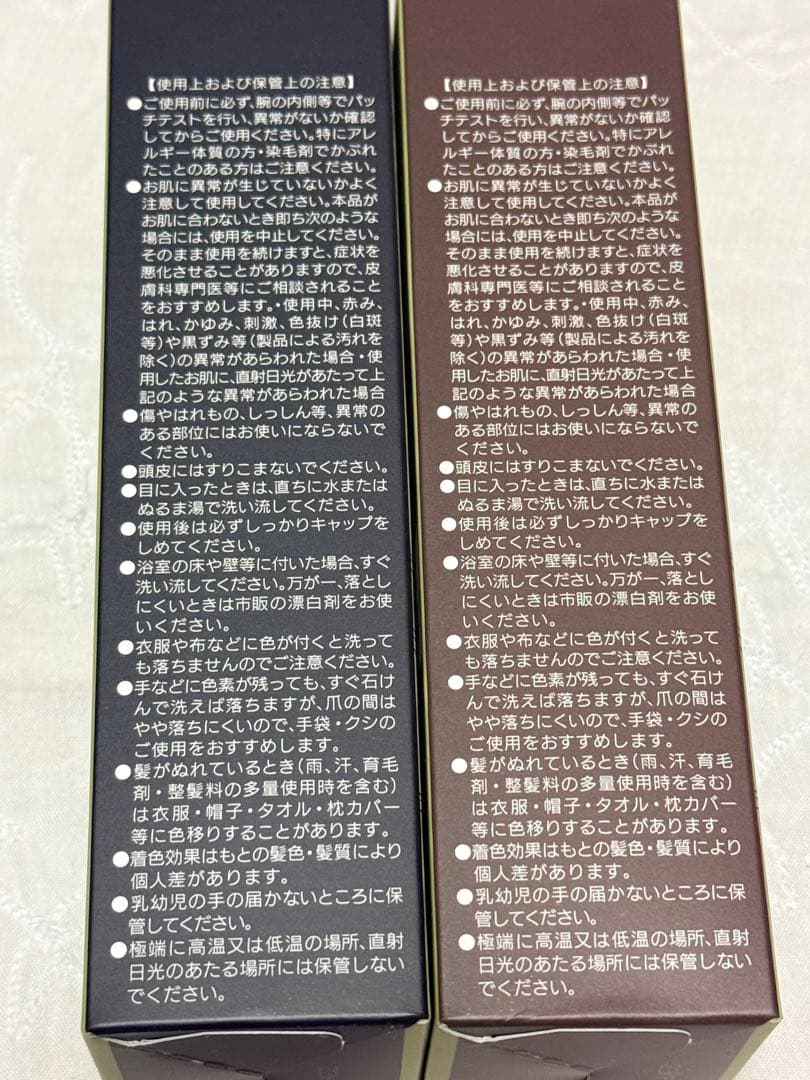 【使用上および保管上の注意】
●ご使用前に必ず、腕の内側等でパッ
チテストを行い、異常がないか確認
してからご使用ください。特にアレ
ルギー体質の方・染毛剤でかぶれ
たことのある方はご注意ください。
●お肌に異常が生じていないかよく
注意して使用してください。本品が
お肌に合わないとき即ち次のような
場合には、使用を中止してください。
そのまま使用を続けますと、症状を
悪化させることがありますので、皮
膚科専門医等にご相談されること
をおすすめします。・使用中、赤み、
はれ、かゆみ、刺激、色抜け(白斑
等)や黒ずみ等(製品による汚れを
除く)の異常があらわれた場合・使
用したお肌に、直射日光があたって上
記のような異常があらわれた場合
●傷やはれもの、しっしん等、異常の
ある部位にはお使いにならないで
ください。
●頭皮にはすりこまないでください。
●目に入ったときは、直ちに水または
ぬるま湯で洗い流してください。
●使用後は必ずしっかりキャップを
しめてください。
●浴室の床や壁等に付いた場合、すぐ
洗い流してください。万が一、落とし
にくいときは市販の漂白剤をお使
いください。
●衣服や布などに色が付くと洗って
も落ちませんのでご注意ください。
●手などに色素が残っても、すぐ石け
んで洗えば落ちますが、爪の間は
やや落ちにくいので、手袋・クシの
ご使用をおすすめします。
●髪がぬれているとき(雨、汗、育毛
剤・整髪料の多量使用時を含む)
は衣服・帽子・タオル・枕カバー
等に色移りすることがあります。
●着色効果はもとの髪色・髪質により
個人差があります。
●乳幼児の手の届かないところに保
管してください。
●極端に高温又は低温の場所、直射
日光のあたる場所には保管しない
でください。
【使用上および保管上の注意】
●ご使用前に必ず、腕の内側等でパッ
チテストを行い、異常がないか確認
してからご使用ください。特にアレ
ルギー体質の方・染毛剤でかぶれ
たことのある方はご注意ください。
●お肌に異常が生じていないかよく
注意して使用してください。本品が
お肌に合わないとき即ち次のような
場合には、使用を中止してください。
そのまま使用を続けますと、症状を
悪化させることがありますので、皮
膚科専門医等にご相談されること
をおすすめします。・使用中、赤み、
はれ、かゆみ、刺激、色抜け(白斑
等)や黒ずみ等(製品による汚れを
除く)の異常があらわれた場合・使
用したお肌に、直射日光があたって上
記のような異常があらわれた場合
●傷やはれもの、しっしん等、異常の
ある部位にはお使いにならないで
ください。
●頭皮にはすりこまないでください。
●目に入ったときは、直ちに水または
ぬるま湯で洗い流してください。
●使用後は必ずしっかりキャップを
しめてください。
●浴室の床や壁等に付いた場合、すぐ
洗い流してください。万が一、落とし
にくいときは市販の漂白剤をお使
いください。
●衣服や布などに色が付くと洗って
も落ちませんのでご注意ください。
●手などに色素が残っても、すぐ石け
んで洗えば落ちますが、爪の間は
やや落ちにくいので、手袋・クシの
ご使用をおすすめします。
●髪がぬれているとき(雨、汗、育毛
剤・整髪料の多量使用時を含む)
は衣服・帽子・タオル・枕カバー
等に色移りすることがあります。
●着色効果はもとの髪色・髪質により
個人差があります。
●乳幼児の手の届かないところに保
管してください。
●極端に高温又は低温の場所、直射
日光のあたる場所には保管しない
でください。